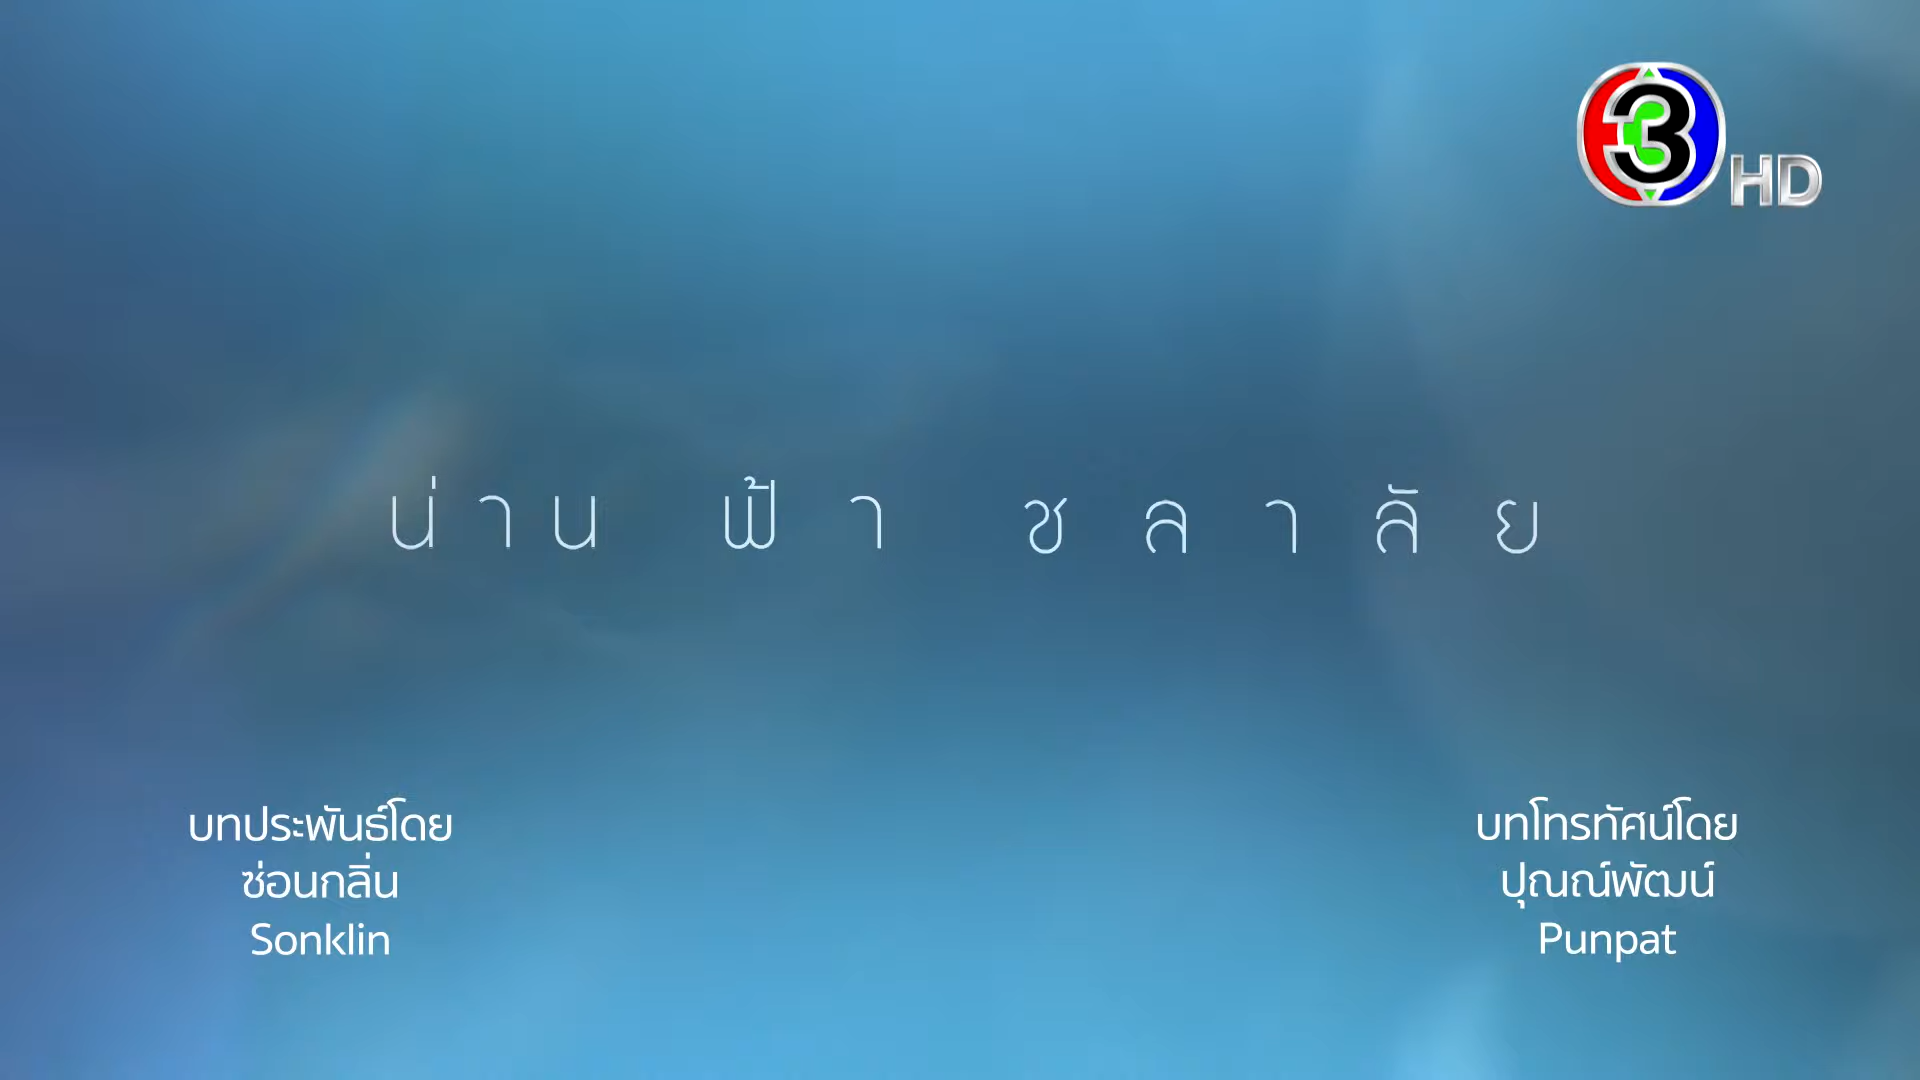 3 HD
น่าน ฟ้า ชลาลัย
บทประพันธ์โดย
ซ่อนกลิ่น
Sonklin
บทโทรทัศน์โดย
ปุณณ์พัฒน์
Punpat